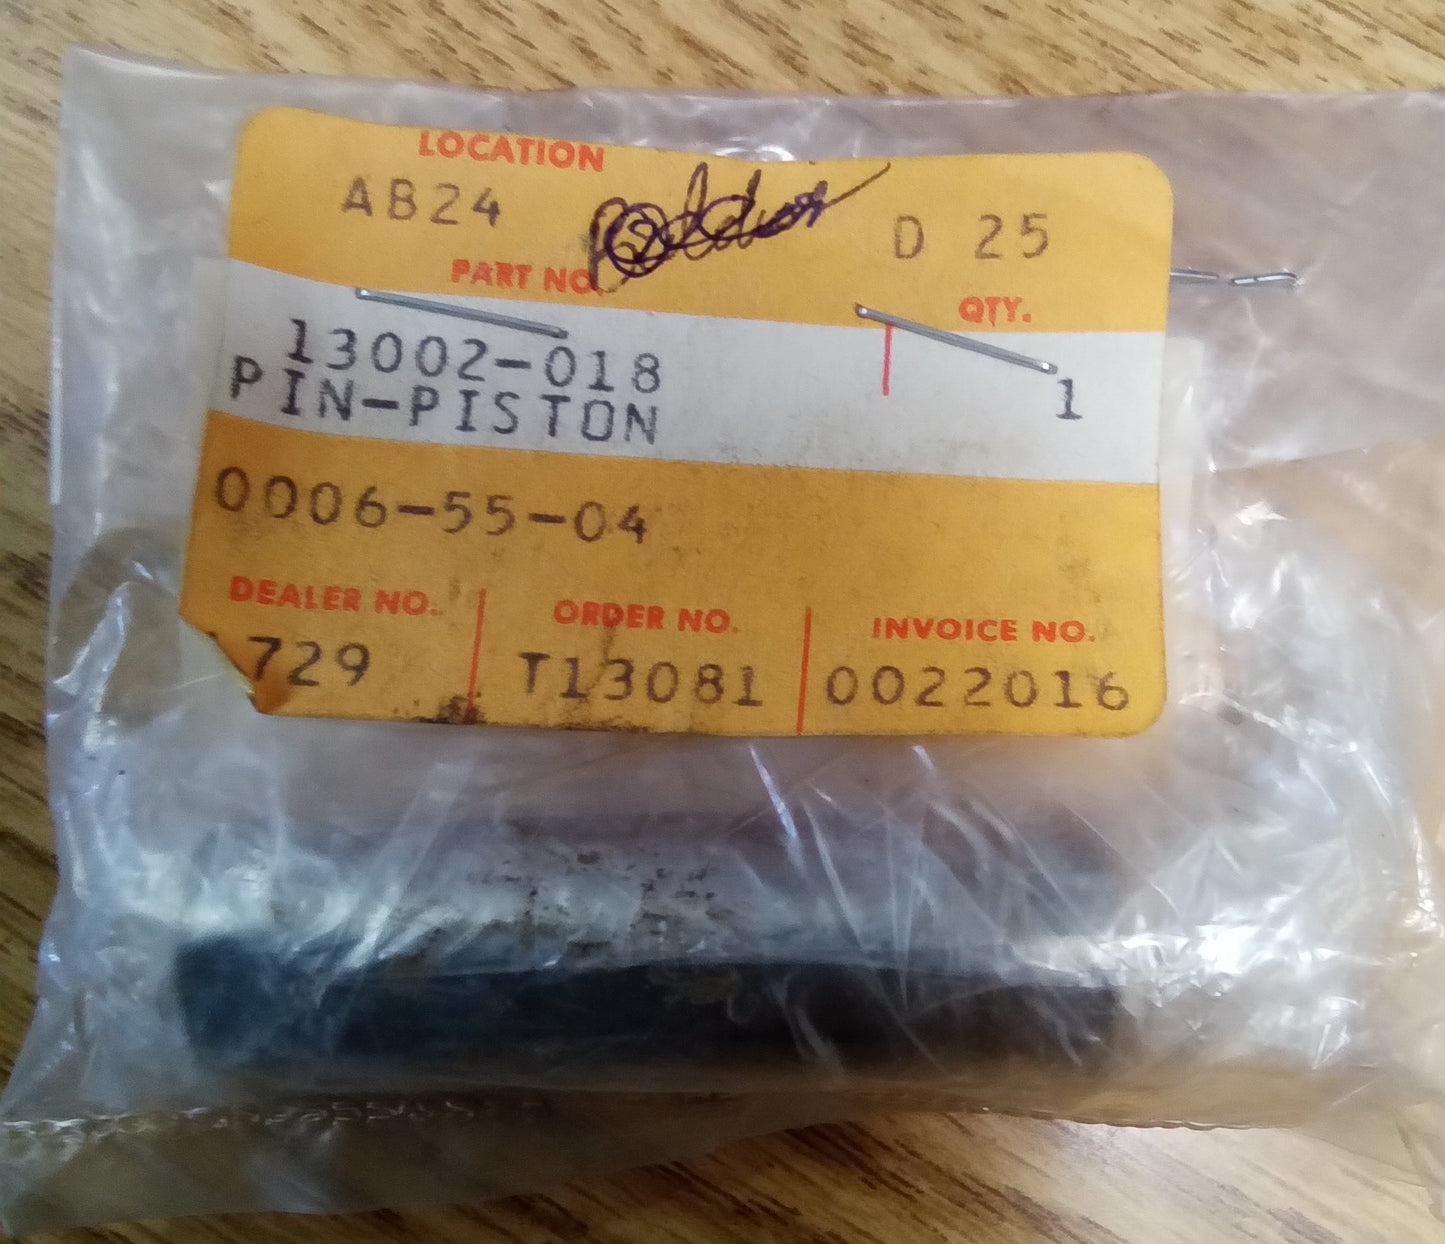 LOCATION
AB24 D 25
PART NO. QTY.
13002-018 1
PIN-PISTON
0006-55-04
DEALER NO. ORDER NO. INVOICE NO.
729 T13081 0022016